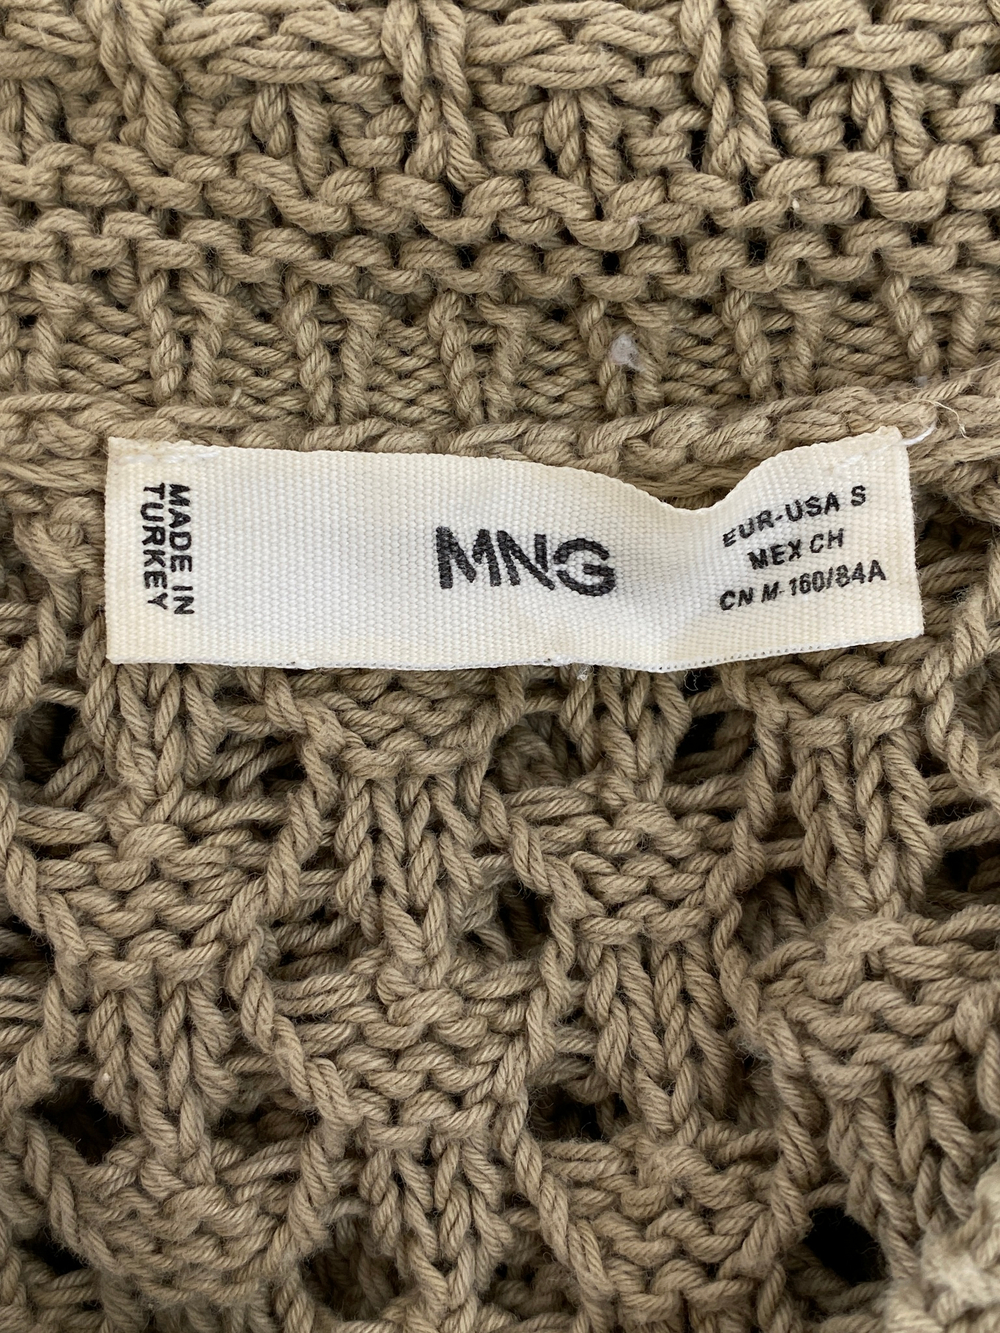 MADE IN
TURKEY
MNG
EUR-USA S
MEX CH
CN M-160/84A